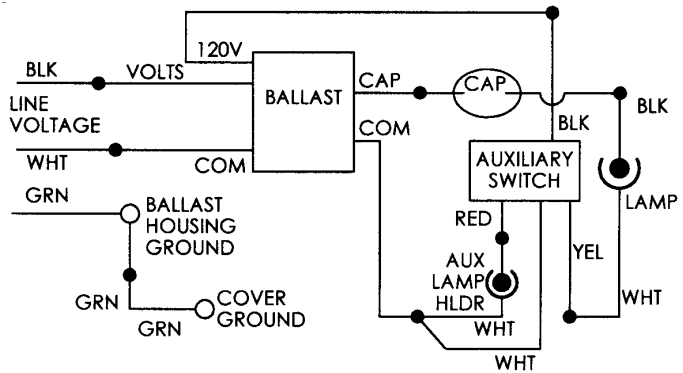 120V
BLK
VOLTS
LINE
VOLTAGE
WHT
COM
BALLAST
CAP
COM
CAP
BLK
BLK
AUXILIARY
SWITCH
LAMP
GRN
BALLAST
HOUSING
GROUND
RED
YEL
AUX
LAMP
HLDR
WHT
WHT
WHT
GRN
GRN
COVER
GROUND